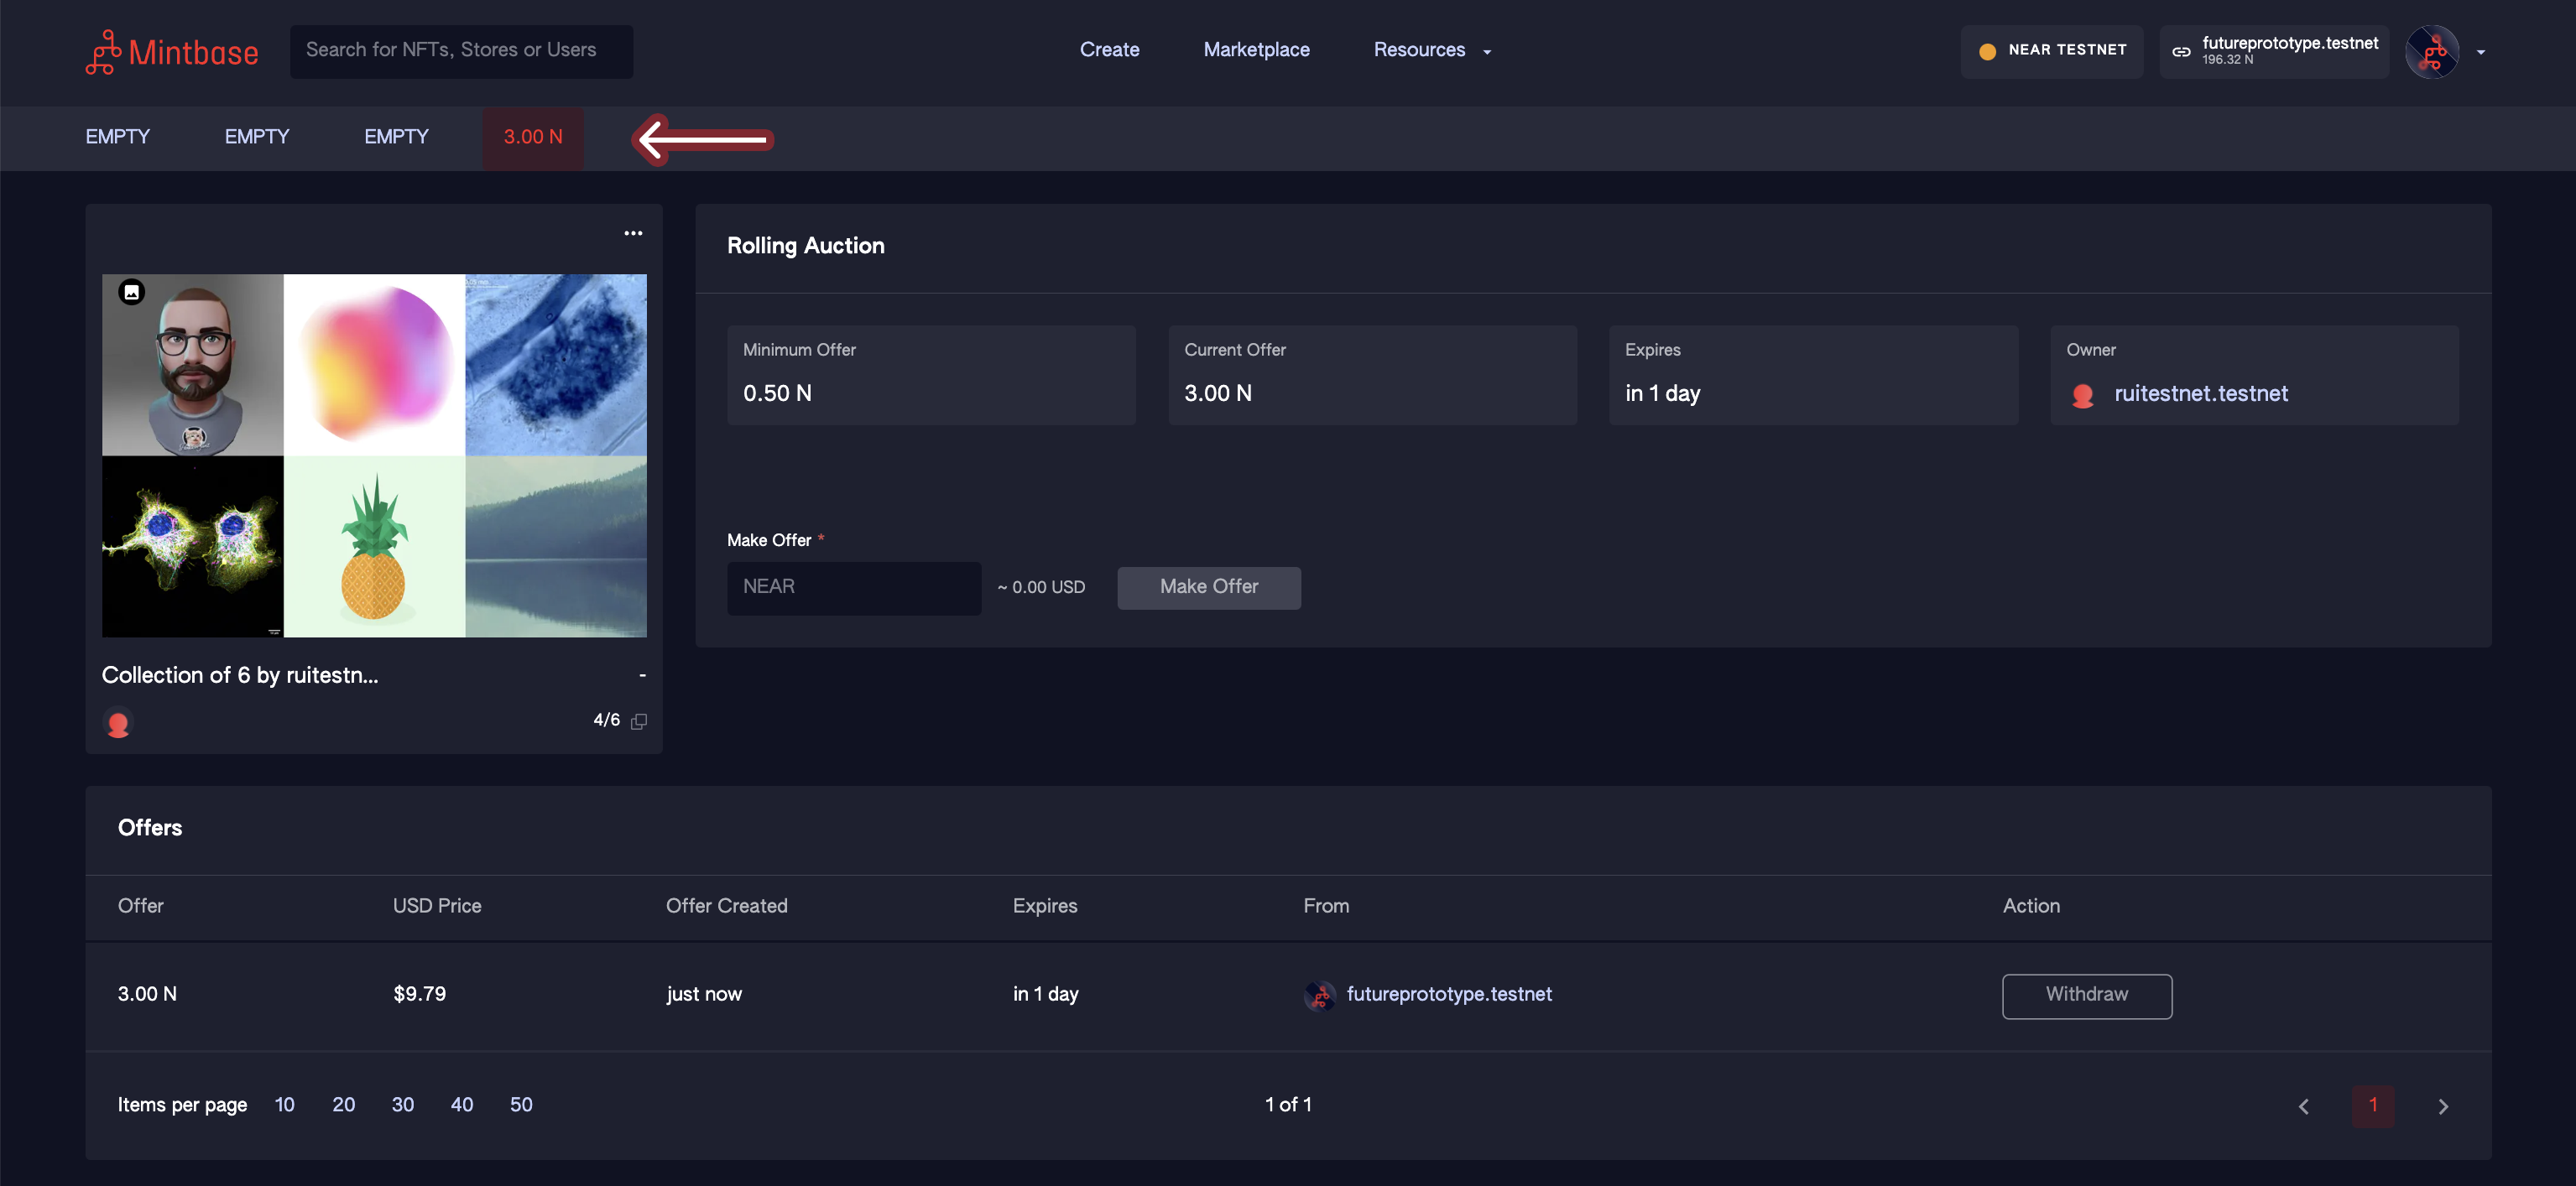 Mintbase
Search for NFTs, Stores or Users
Create
Marketplace
Resources
NEAR TESTNET
futureprototype.testnet
196.32 N
EMPTY
EMPTY
EMPTY
3.00 N
Rolling Auction
Minimum Offer
0.50 N
Current Offer
3.00 N
Expires
in 1 day
Owner
ruitestnet.testnet
Make Offer *
NEAR
~ 0.00 USD
Make Offer
Collection of 6 by ruitestn...
-
4/6
Offers
Offer
USD Price
Offer Created
Expires
From
Action
3.00 N
$9.79
just now
in 1 day
futureprototype.testnet
Withdraw
Items per page
10
20
30
40
50
1 of 1
1